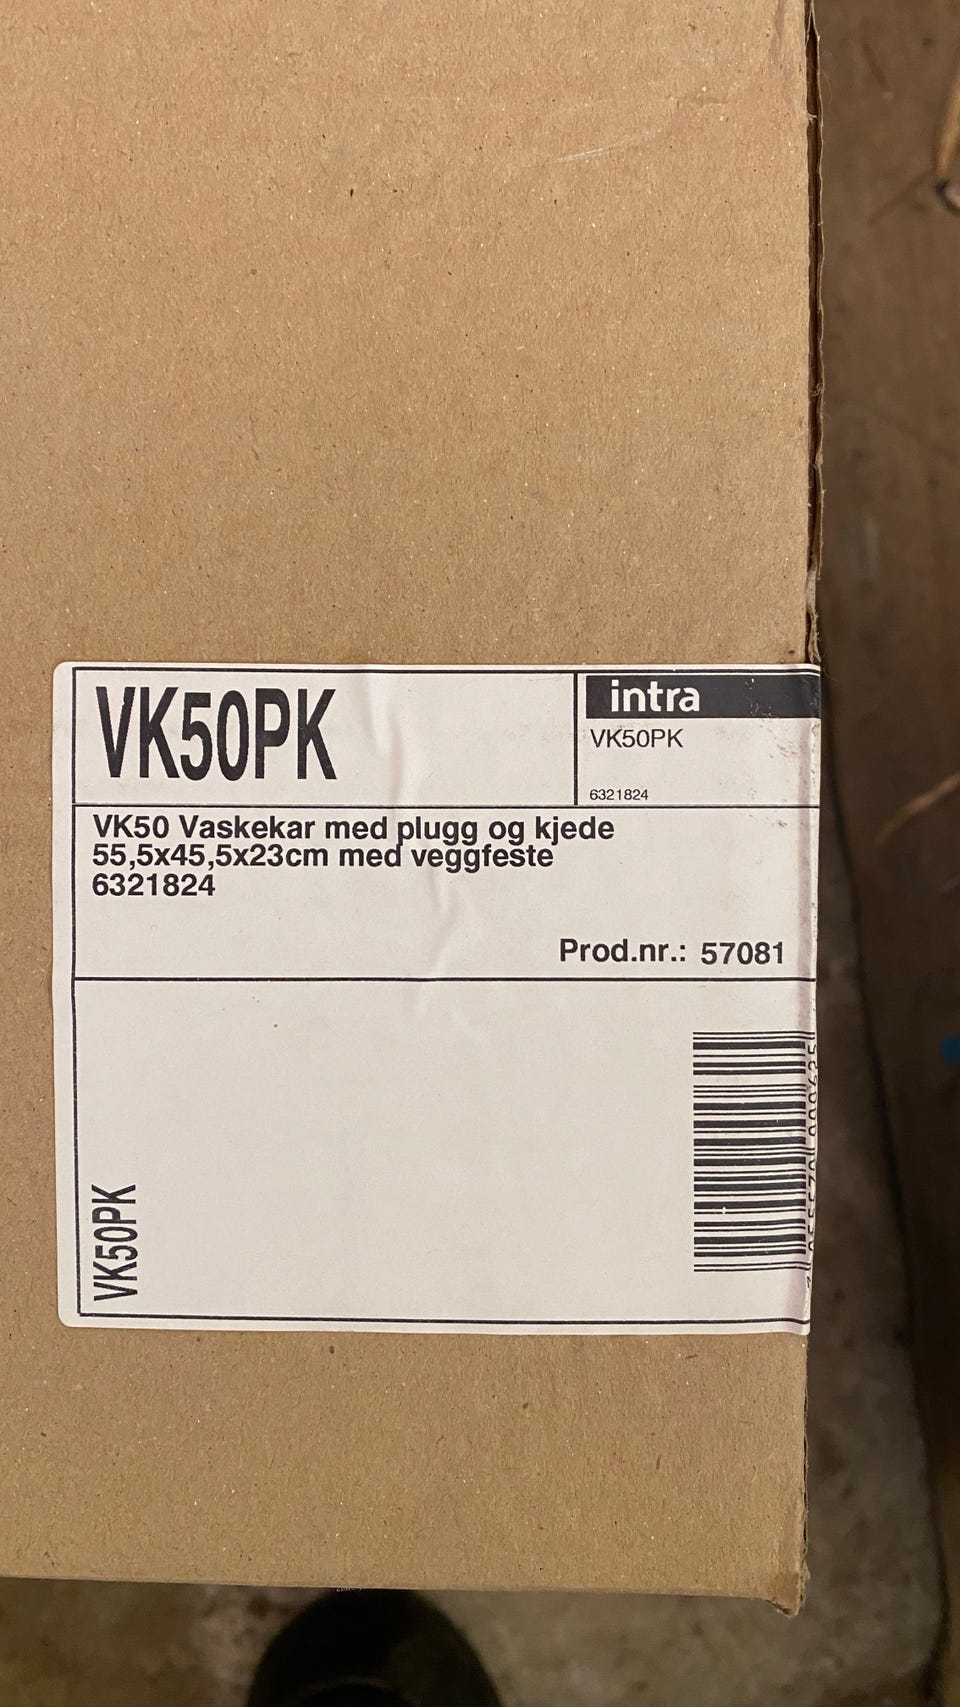 VK50PK
intra
VK50PK
6321824
VK50 Vaskekar med plugg og kjede
55,5x45,5x23cm med veggfeste
6321824
Prod.nr.: 57081
VK50PK